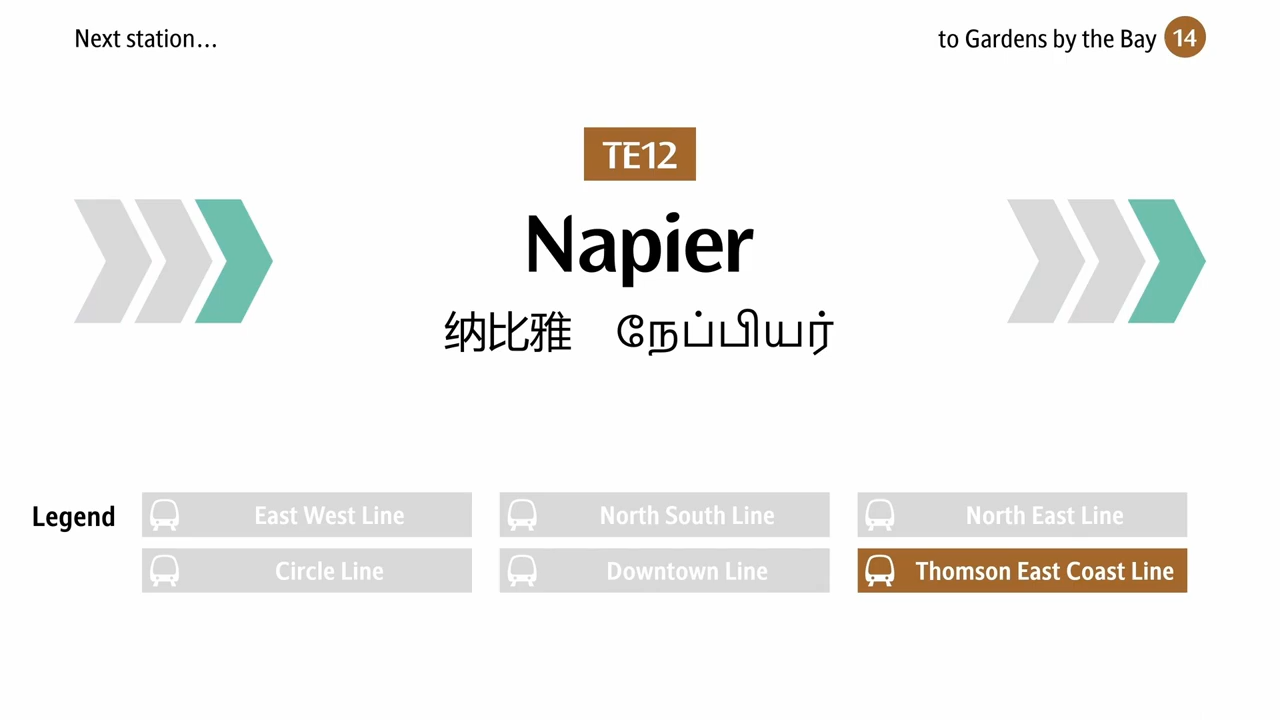 Next station...
to Gardens by the Bay 14
TE12
Napier
纳比雅 நேப்பியர்
Legend
East West Line
North South Line
North East Line
Circle Line
Downtown Line
Thomson East Coast Line